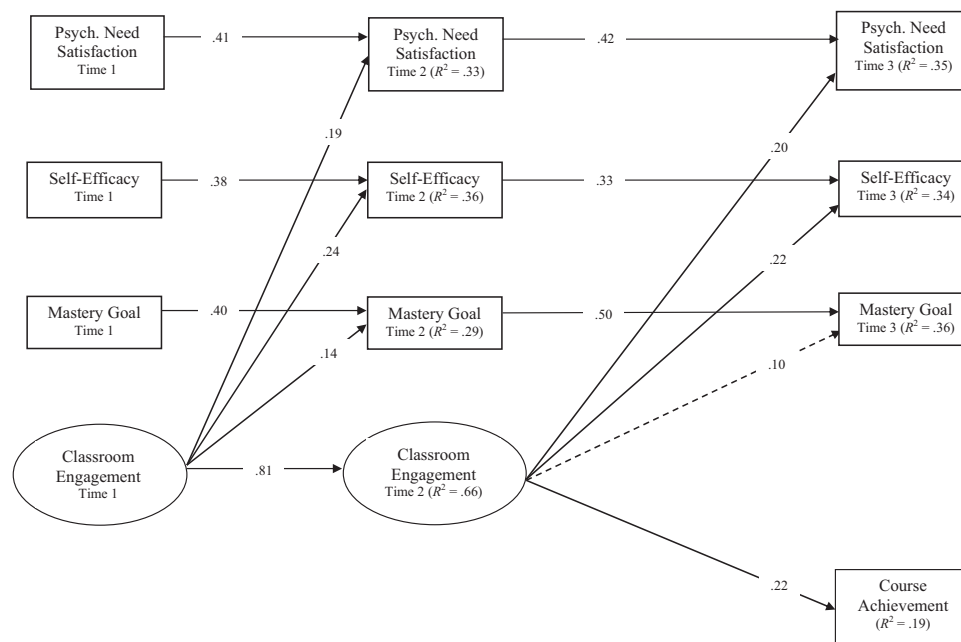 Psych. Need
Satisfaction
Time 1
.41
Psych. Need
Satisfaction
Time 2 (R² = .33)
.42
Psych. Need
Satisfaction
Time 3 (R² = .35)
.19
.20
Self-Efficacy
Time 1
.38
Self-Efficacy
Time 2 (R² = .36)
.33
Self-Efficacy
Time 3 (R² = .34)
.24
.22
Mastery Goal
Time 1
.40
Mastery Goal
Time 2 (R² = .29)
.50
Mastery Goal
Time 3 (R² = .36)
.14
.10
Classroom
Engagement
Time 1
.81
Classroom
Engagement
Time 2 (R² = .66)
.22
Course
Achievement
(R² = .19)